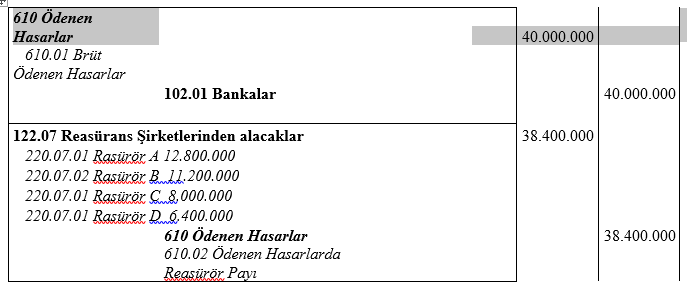 610 Ödenen
Hasarlar 40.000.000
610.01 Brüt
Ödenen Hasarlar
102.01 Bankalar 40.000.000
122.07 Reasürans Şirketlerinden alacaklar 38.400.000
220.07.01 Rasürör A 12.800.000
220.07.02 Rasürör B 11.200.000
220.07.01 Rasürör C 8,000.000
220.07.01 Rasürör D 6.400.000
610 Ödenen Hasarlar 38.400.000
610.02 Ödenen Hasarlarda
Reasürör Payı